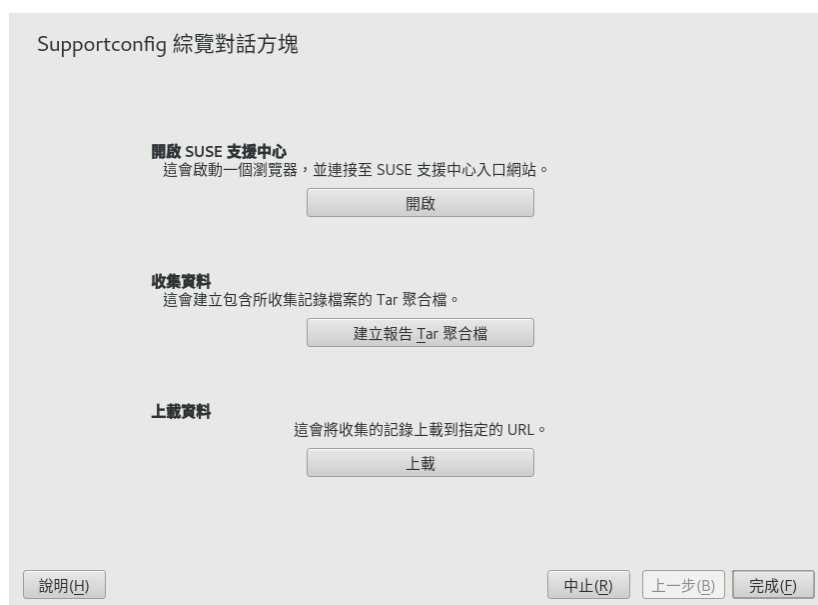 Supportconfig 綜覽對話方塊
開啟 SUSE 支援中心
這會啟動一個瀏覽器，並連接至 SUSE 支援中心入口網站。
開啟
收集資料
這會建立包含所收集記錄檔案的 Tar 聚合檔。
建立報告 Tar 聚合檔
上載資料
這會將收集的記錄上載到指定的 URL。
上載
說明(H) 中止(R) 上一步(B) 完成(F)